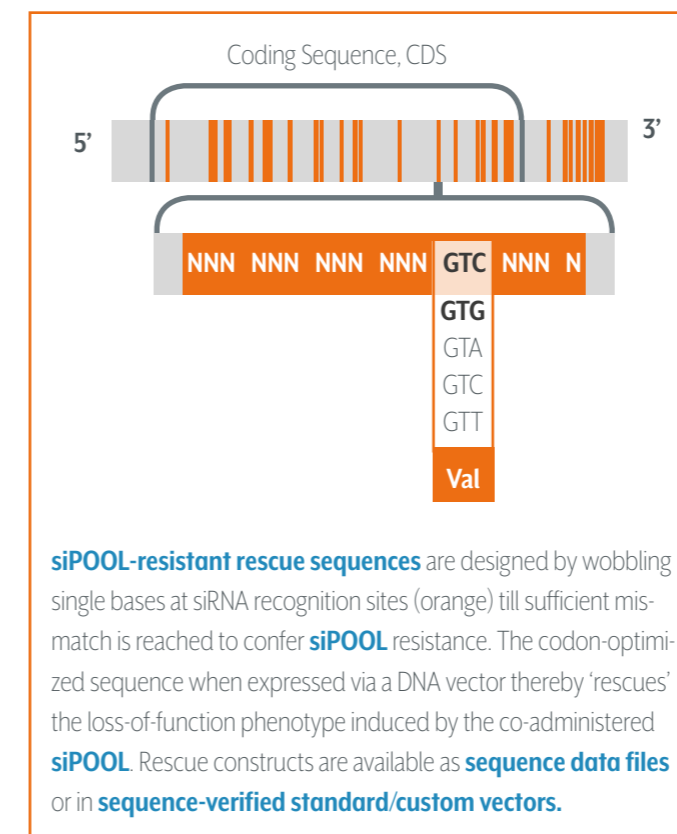 Coding Sequence, CDS
5’
3’
NNN NNN NNN NNN GTC NNN N
GTG
GTA
GTC
GTT
Val
siPOOL-resistant rescue sequences are designed by wobbling
single bases at siRNA recognition sites (orange) till sufficient mis-
match is reached to confer siPOOL resistance. The codon-optimi-
zed sequence when expressed via a DNA vector thereby ‘rescues’
the loss-of-function phenotype induced by the co-administered
siPOOL. Rescue constructs are available as sequence data files
or in sequence-verified standard/custom vectors.